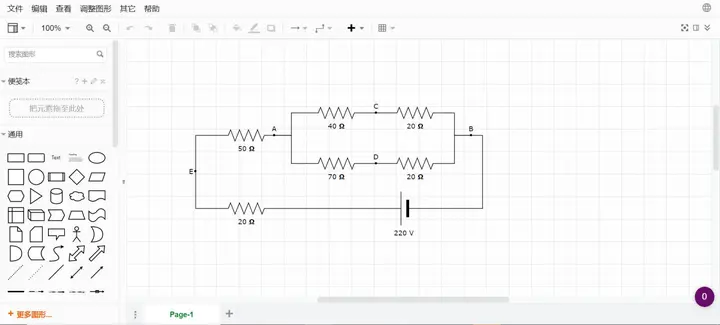 文件 编辑 查看 调整图形 其它 帮助
100%
搜索图形
便笺本
?
把元素拖至此处
通用
Text
更多图形...
Page-1
C
40 Ω
20 Ω
A
B
50 Ω
D
70 Ω
20 Ω
E
20 Ω
220 V
0